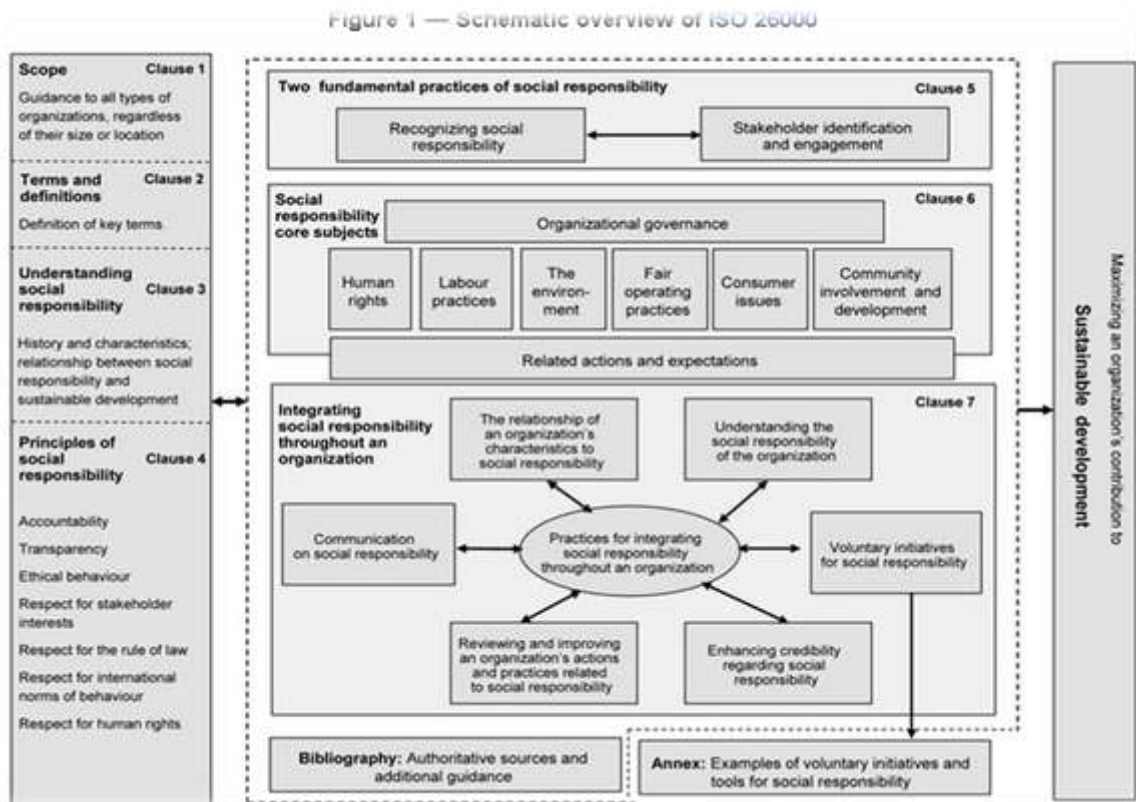 Figure 1 — Schematic overview of ISO 26000
Scope Clause 1
Guidance to all types of
organizations, regardless
of their size or location
Terms and Clause 2
definitions
Definition of key terms
Understanding
social Clause 3
responsibility
History and characteristics;
relationship between social
responsibility and
sustainable development
Principles of
social Clause 4
responsibility
Accountability
Transparency
Ethical behaviour
Respect for stakeholder
interests
Respect for the rule of law
Respect for international
norms of behaviour
Respect for human rights
Two fundamental practices of social responsibility Clause 5
Recognizing social
responsibility
Stakeholder identification
and engagement
Social Clause 6
responsibility
core subjects
Organizational governance
Human
rights
Labour
practices
The
environ-
ment
Fair
operating
practices
Consumer
issues
Community
involvement and
development
Related actions and expectations
Integrating Clause 7
social responsibility
throughout an
organization
The relationship of
an organization's
characteristics to
social responsibility
Understanding the
social responsibility
of the organization
Communication
on social responsibility
Practices for integrating
social responsibility
throughout an organization
Voluntary initiatives
for social responsibility
Reviewing and improving
an organization's actions
and practices related
to social responsibility
Enhancing credibility
regarding social
responsibility
Bibliography: Authoritative sources and
additional guidance
Annex: Examples of voluntary initiatives and
tools for social responsibility
Maximizing an organization's contribution to
Sustainable development